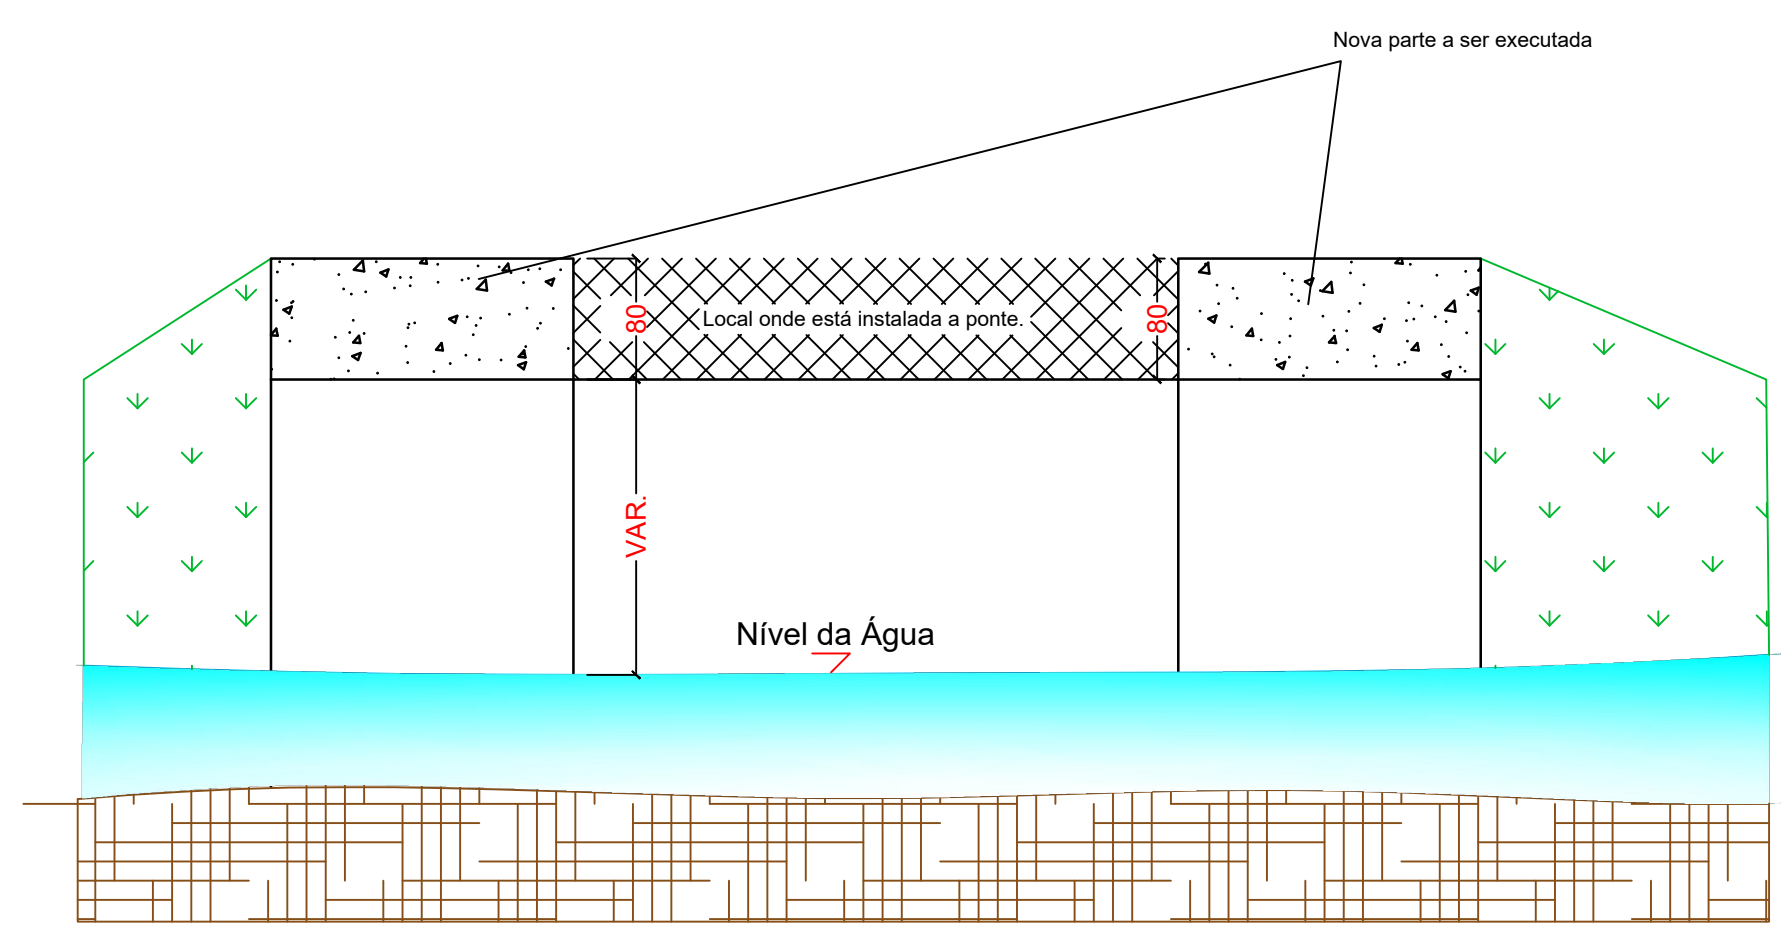 Nova parte a ser executada
80
Local onde está instalada a ponte.
80
VAR.
Nível da Água